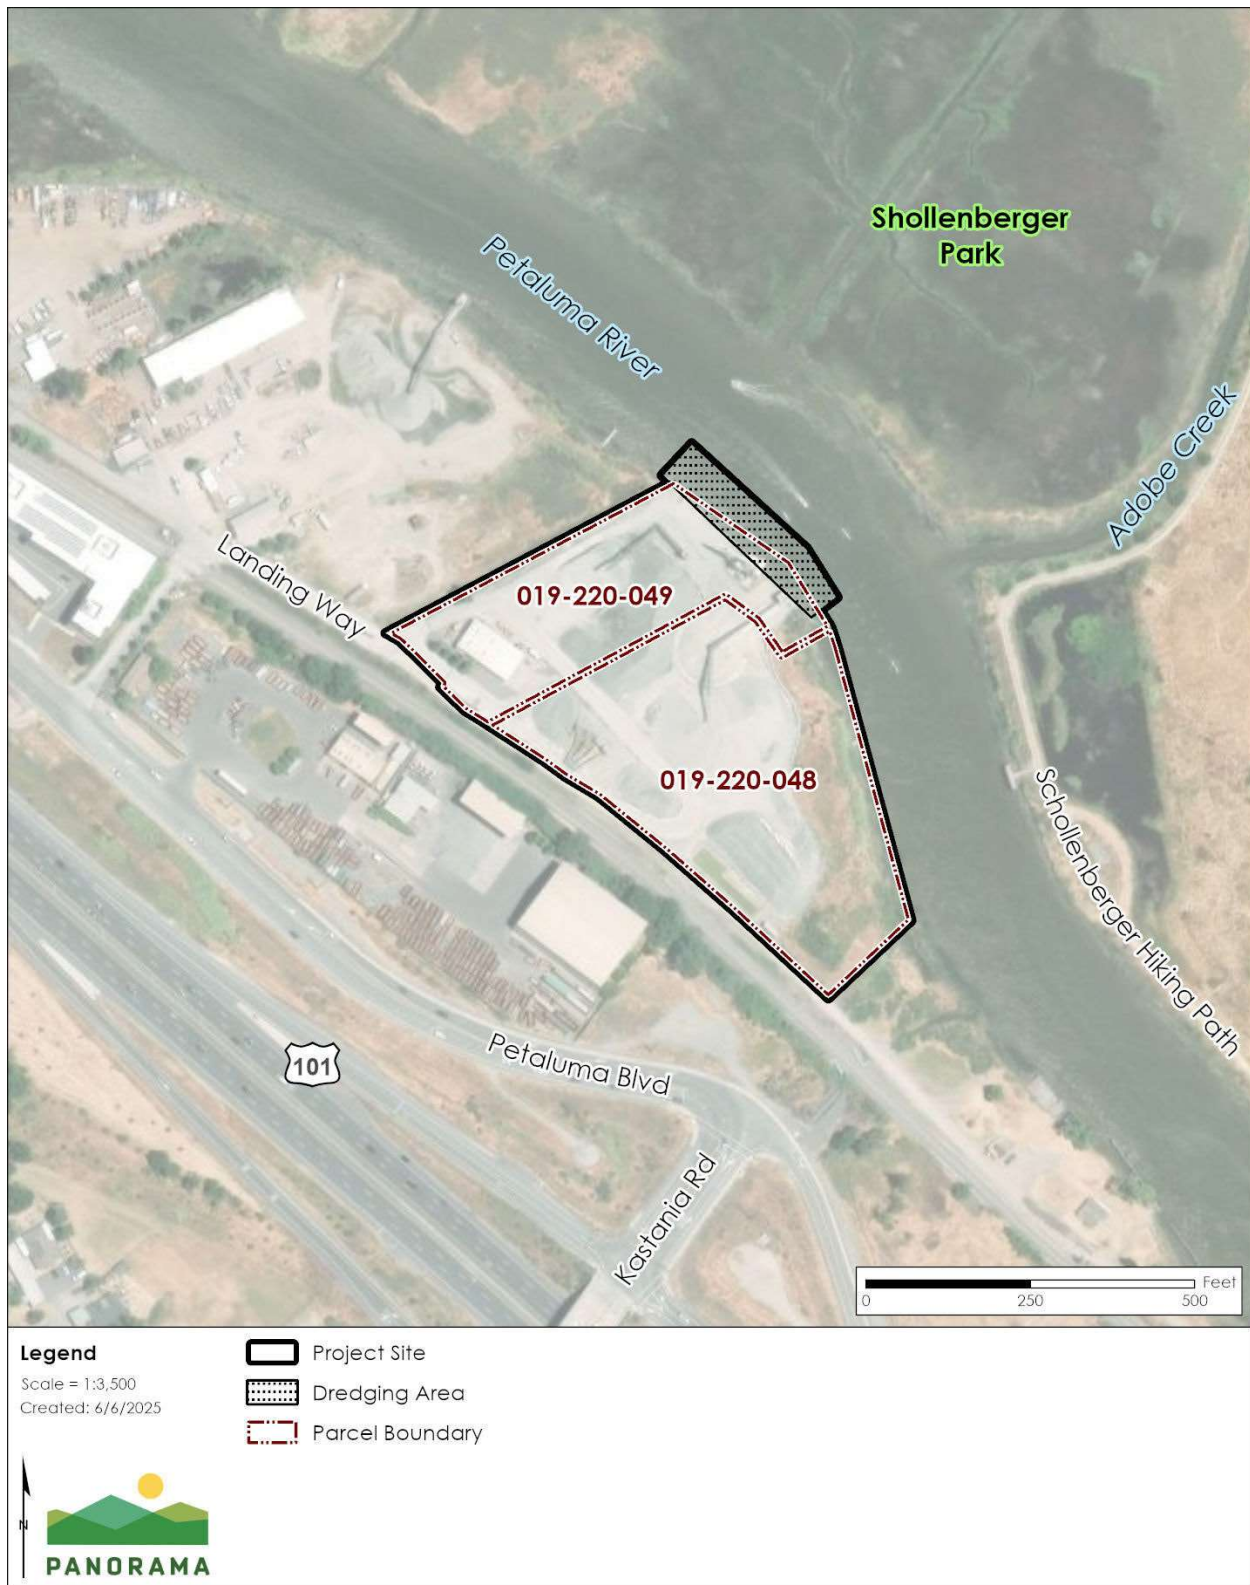 Shollenberger
Park
Petaluma River
Adobe Creek
Landing Way
019-220-049
019-220-048
Schollenberger Hiking Path
Petaluma Blvd
101
Kastania Rd
Feet
0 250 500
Legend
Scale = 1:3,500
Created: 6/6/2025
Project Site
Dredging Area
Parcel Boundary
N
PANORAMA